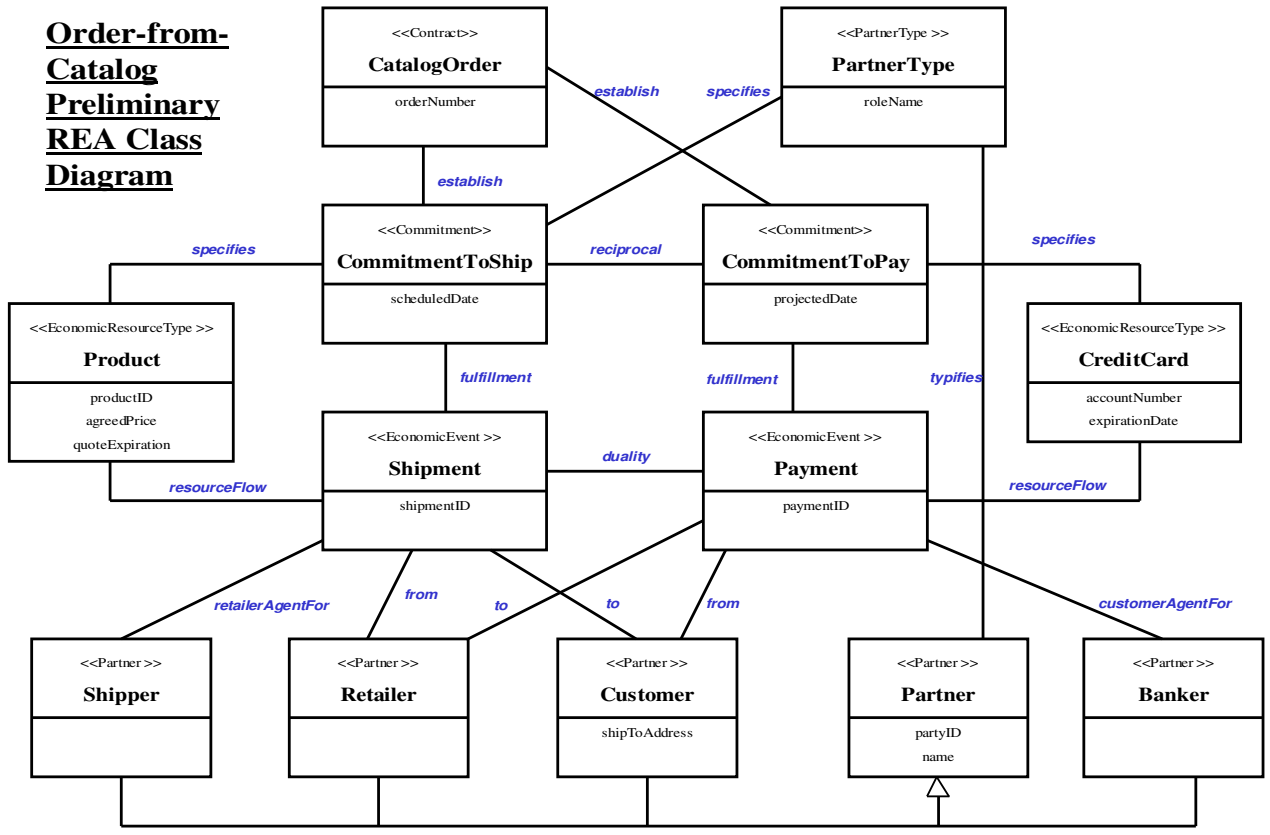 Order-from-
Catalog
Preliminary
REA Class
Diagram
<<Contract>>
CatalogOrder
orderNumber
<<PartnerType >>
PartnerType
roleName
establish
specifies
establish
<<Commitment>>
CommitmentToShip
scheduledDate
reciprocal
<<Commitment>>
CommitmentToPay
projectedDate
specifies
specifies
<<EconomicResourceType >>
Product
productID
agreedPrice
quoteExpiration
<<EconomicResourceType >>
CreditCard
accountNumber
expirationDate
fulfillment
fulfillment
typifies
<<EconomicEvent >>
Shipment
shipmentID
duality
<<EconomicEvent >>
Payment
paymentID
resourceFlow
resourceFlow
retailerAgentFor
from
to
to
from
customerAgentFor
<<Partner >>
Shipper
<<Partner >>
Retailer
<<Partner >>
Customer
shipToAddress
<<Partner >>
Partner
partyID
name
<<Partner >>
Banker